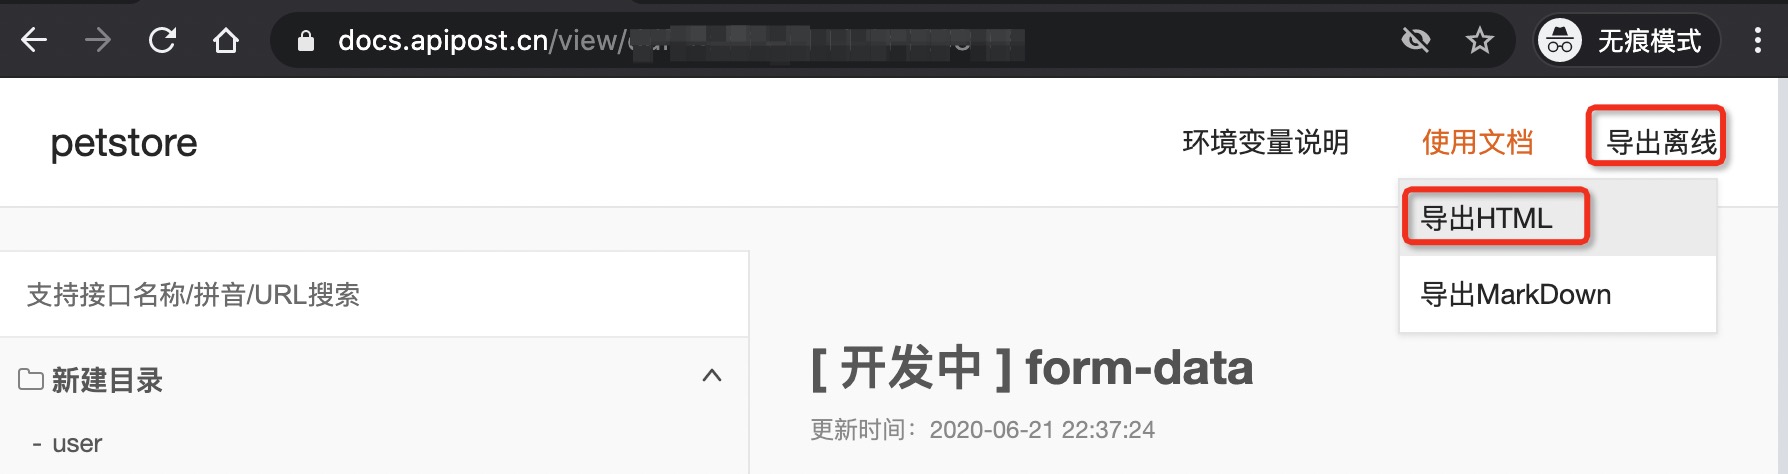 docs.apipost.cn/view/
无痕模式
petstore
环境变量说明
使用文档
导出离线
导出HTML
导出MarkDown
支持接口名称/拼音/URL搜索
新建目录
- user
[ 开发中 ] form-data
更新时间：2020-06-21 22:37:24